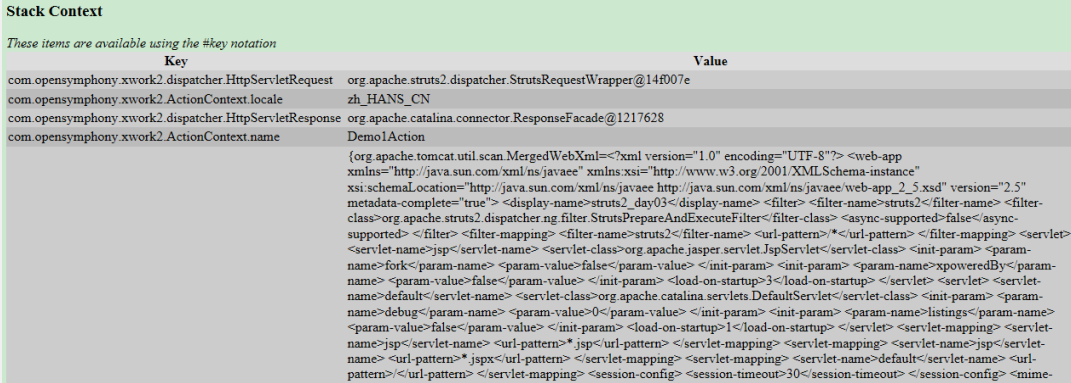 Stack Context
These items are available using the #key notation
Key Value
com.opensymphony.xwork2.dispatcher.HttpServletRequest org.apache.struts2.dispatcher.StrutsRequestWrapper@14f007e
com.opensymphony.xwork2.ActionContext.locale zh_HANS_CN
com.opensymphony.xwork2.dispatcher.HttpServletResponse org.apache.catalina.connector.ResponseFacade@1217628
com.opensymphony.xwork2.ActionContext.name Demo1Action
{org.apache.tomcat.util.scan.MergedWebXml=<?xml version="1.0" encoding="UTF-8"?> <web-app
xmlns="http://java.sun.com/xml/ns/javaee" xmlns:xsi="http://www.w3.org/2001/XMLSchema-instance"
xsi:schemaLocation="http://java.sun.com/xml/ns/javaee http://java.sun.com/xml/ns/javaee/web-app_2_5.xsd" version="2.5"
metadata-complete="true"> <display-name>struts2_day03</display-name> <filter> <filter-name>struts2</filter-name> <filter-
class>org.apache.struts2.dispatcher.ng.filter.StrutsPrepareAndExecuteFilter</filter-class> <async-supported>false</async-
supported> </filter> <filter-mapping> <filter-name>struts2</filter-name> <url-pattern>/*</url-pattern> </filter-mapping> <servlet>
<servlet-name>jsp</servlet-name> <servlet-class>org.apache.jasper.servlet.JspServlet</servlet-class> <init-param> <param-
name>fork</param-name> <param-value>false</param-value> </init-param> <init-param> <param-name>xpoweredBy</param-
name> <param-value>false</param-value> </init-param> <load-on-startup>3</load-on-startup> </servlet> <servlet> <servlet-
name>default</servlet-name> <servlet-class>org.apache.catalina.servlets.DefaultServlet</servlet-class> <init-param> <param-
name>debug</param-name> <param-value>0</param-value> </init-param> <init-param> <param-name>listings</param-name>
<param-value>false</param-value> </init-param> <load-on-startup>1</load-on-startup> </servlet> <servlet-mapping> <servlet-
name>jsp</servlet-name> <url-pattern>*.jsp</url-pattern> </servlet-mapping> <servlet-mapping> <servlet-name>jsp</servlet-
name> <url-pattern>*.jspx</url-pattern> </servlet-mapping> <servlet-mapping> <servlet-name>default</servlet-name> <url-
pattern>/</url-pattern> </servlet-mapping> <session-config> <session-timeout>30</session-timeout> </session-config> <mime-